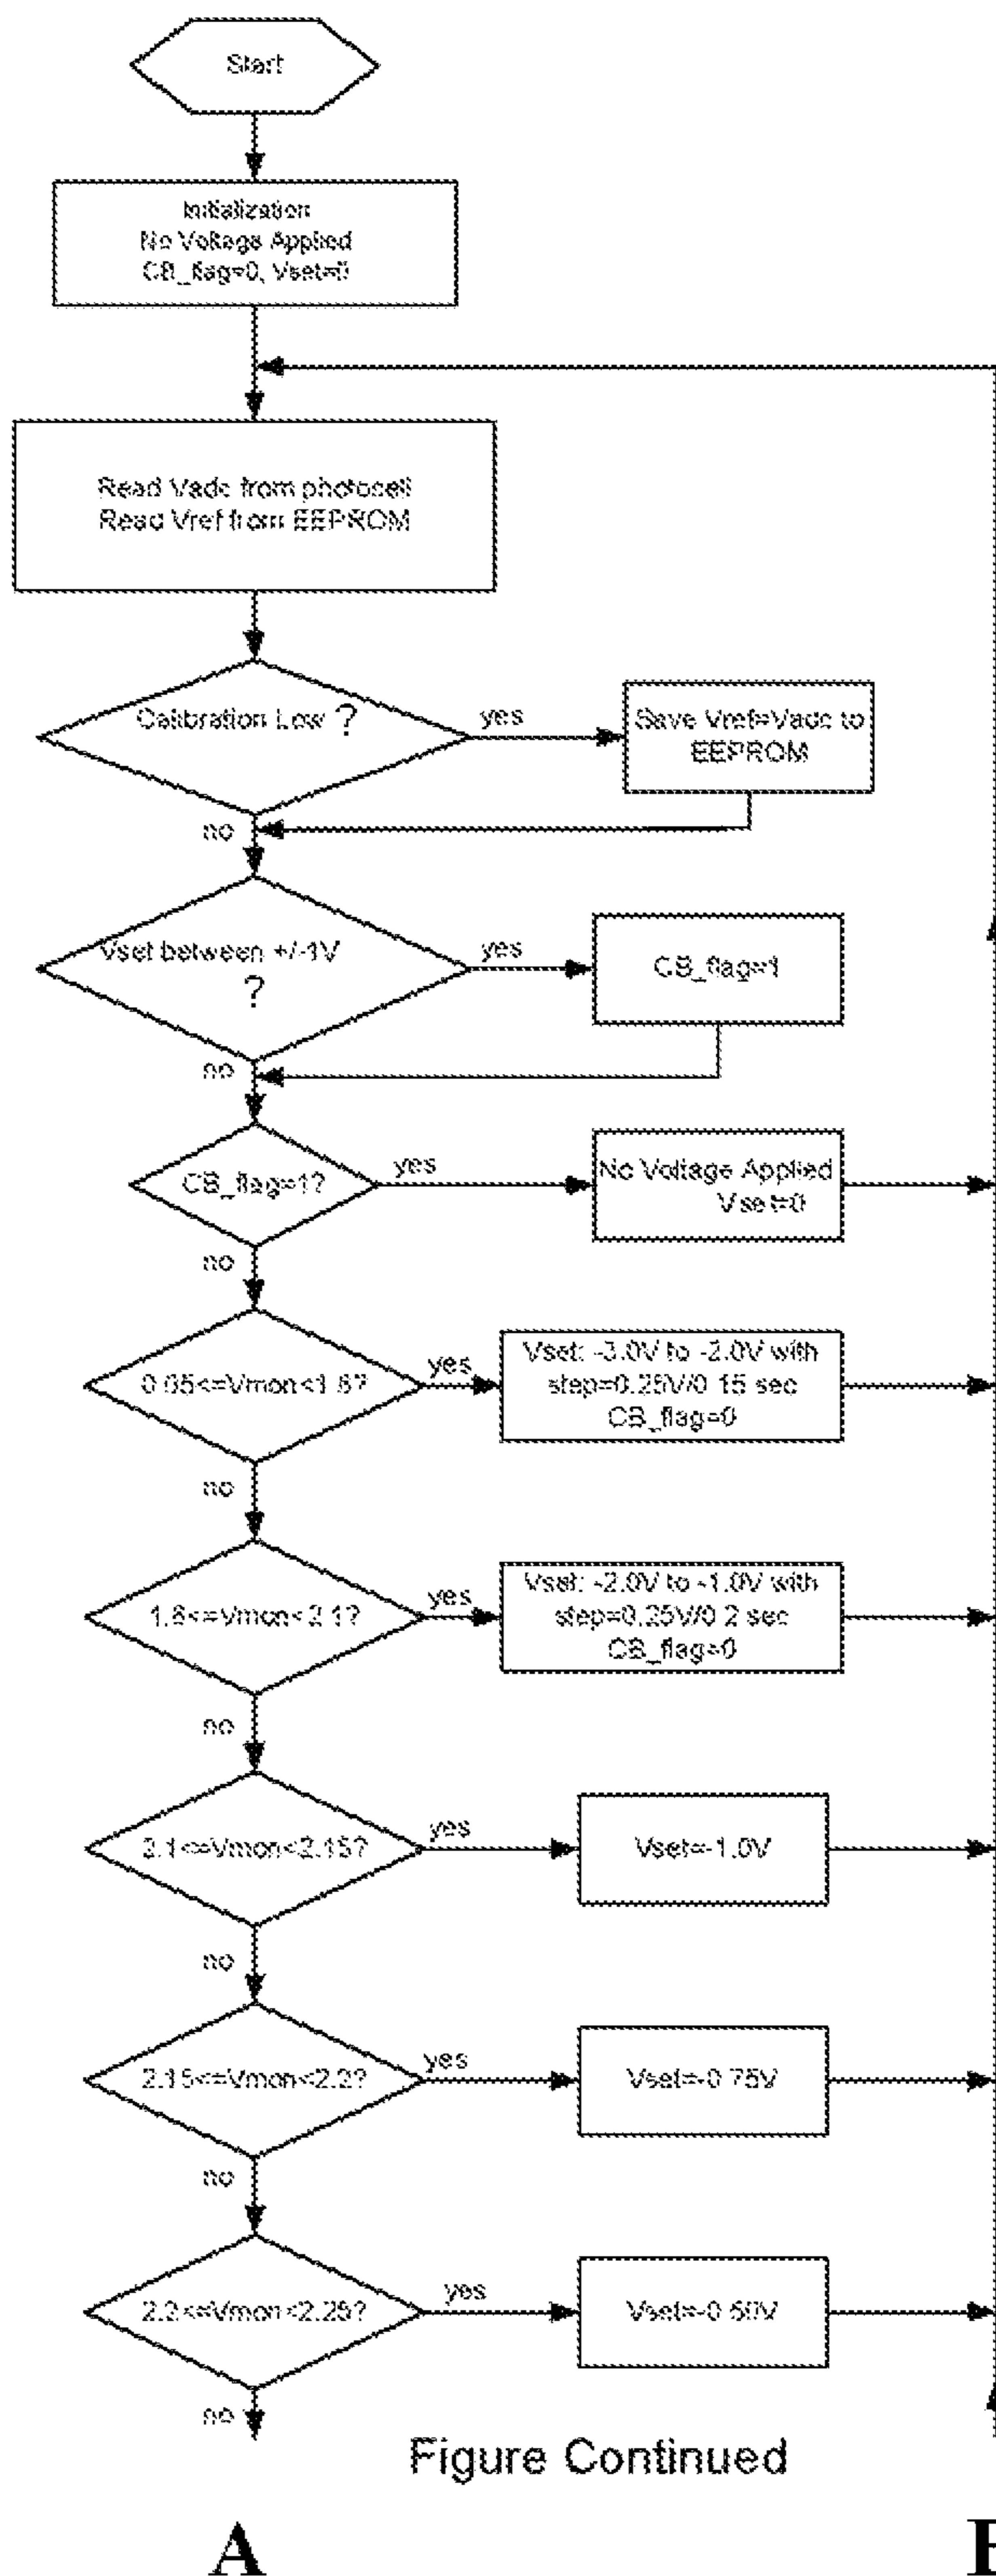 Start
Initialization
No Voltage Applied
CB_flag=0, Vset=0
Read Vadc from photocell
Read Vref from EEPROM
Calibration Low ?
yes
Save Vref=Vadc to
EEPROM
no
Vset between +/-1V
?
yes
CB_flag=1
no
CB_flag=1?
yes
No Voltage Applied
Vset=0
no
yes
Vset: -3.0V to -2.0V with
step=0.25V/0.15 sec
CB_flag=0
no
1.8<=Vmon<2.1?
yes
Vset: -2.0V to -1.0V with
step=0.25V/0.2 sec
CB_flag=0
no
2.1<=Vmon<2.15?
yes
Vset=-1.0V
no
2.15<=Vmon<2.2?
yes
Vset=-0.75V
no
2.2<=Vmon<2.25?
yes
Vset=-0.50V
no
Figure Continued
A